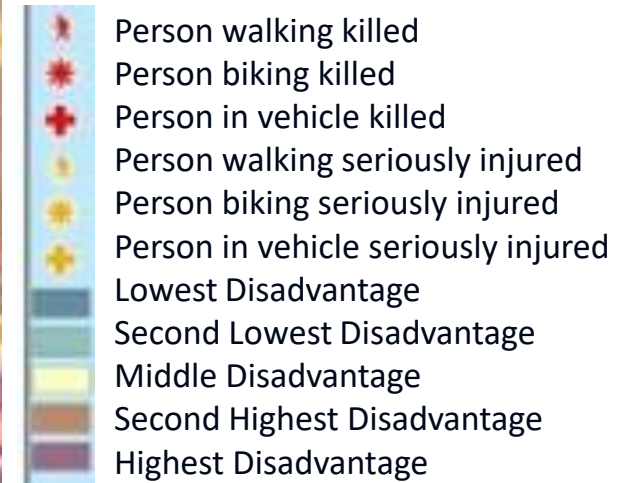 Person walking killed
Person biking killed
Person in vehicle killed
Person walking seriously injured
Person biking seriously injured
Person in vehicle seriously injured
Lowest Disadvantage
Second Lowest Disadvantage
Middle Disadvantage
Second Highest Disadvantage
Highest Disadvantage